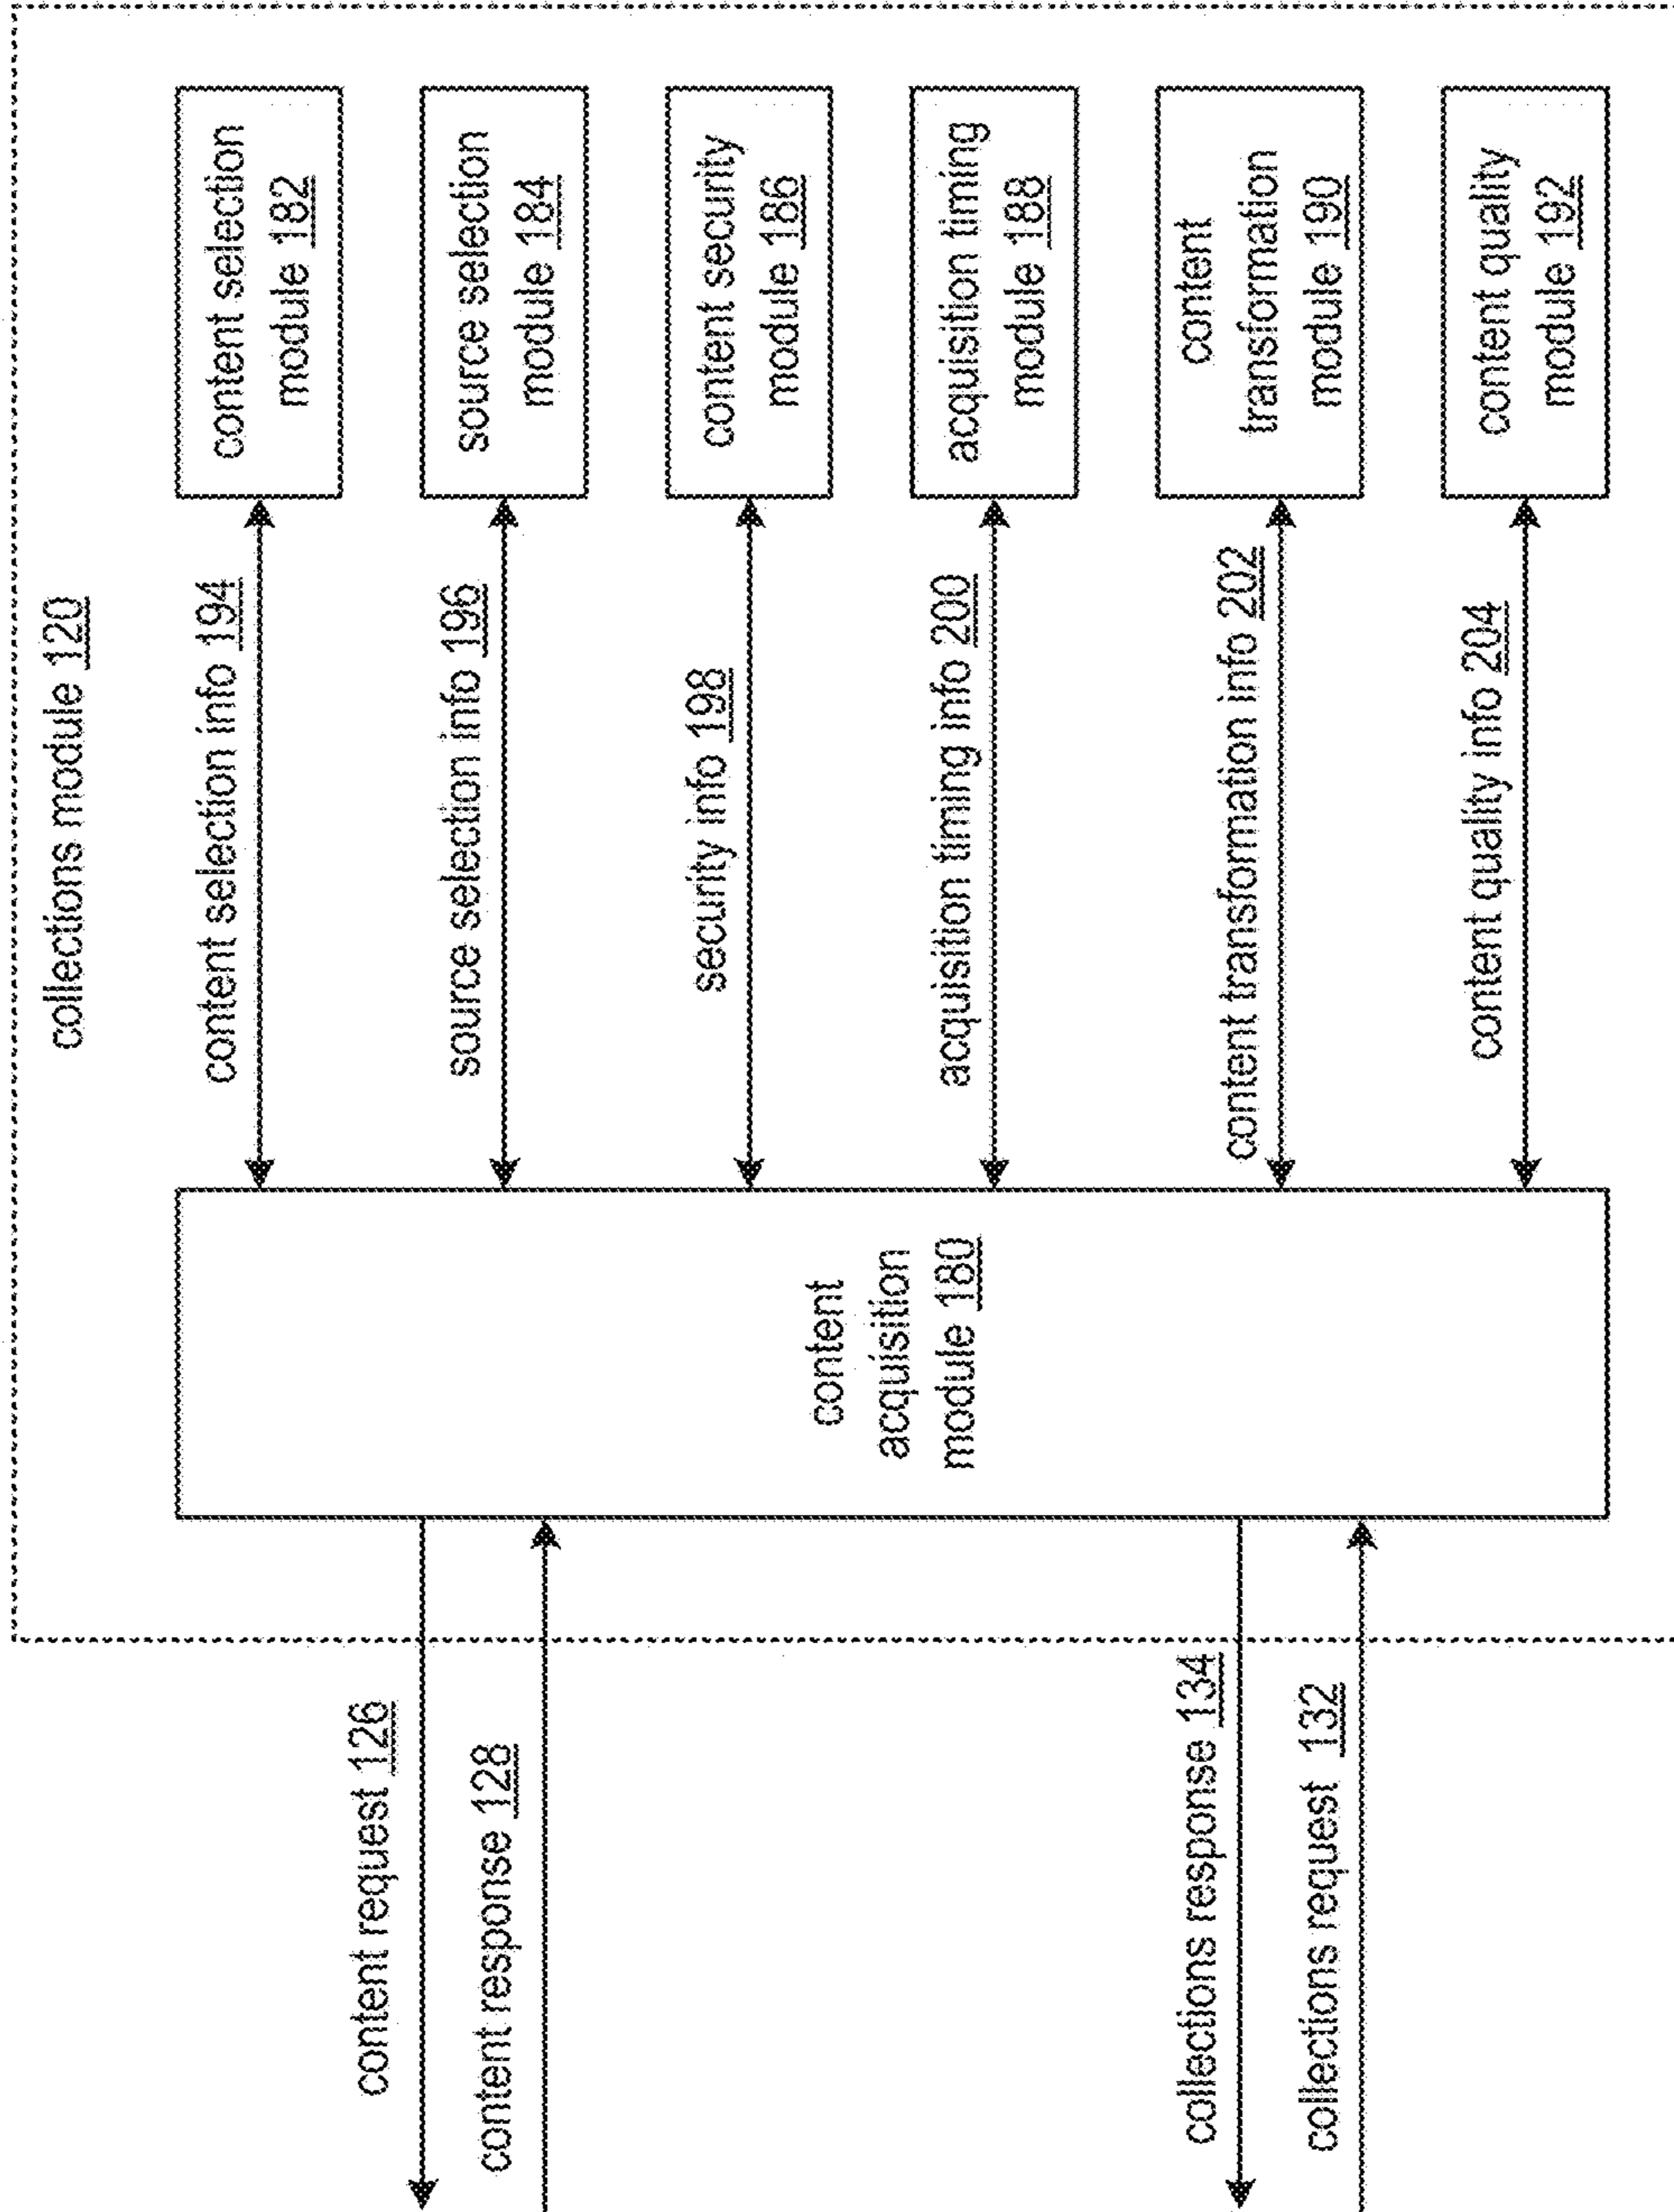 collections module 120
content request 126
content response 128
collections response 134
collections request 132
content
acquisition
module 180
content selection info 194
source selection info 196
security info 198
acquisition timing info 200
content transformation info 202
content quality info 204
content selection
module 182
source selection
module 184
content security
module 186
acquisition timing
module 188
content
transformation
module 190
content quality
module 192